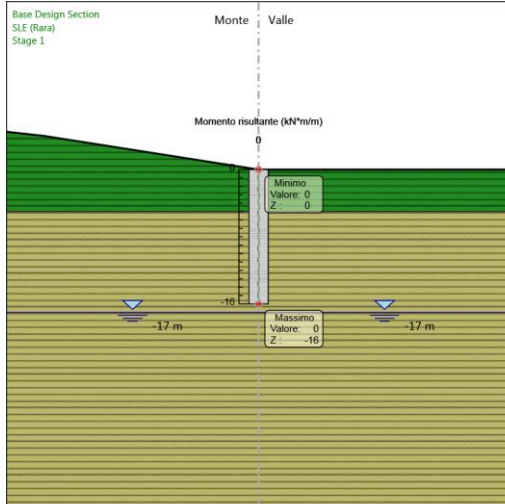 Base Design Section
SLE (Rara)
Stage 1
Monte Valle
Momento risultante (kN*m/m)
0
0
Minimo
Valore: 0
Z : 0
-16
-17 m
-17 m
Massimo
Valore: 0
Z : -16